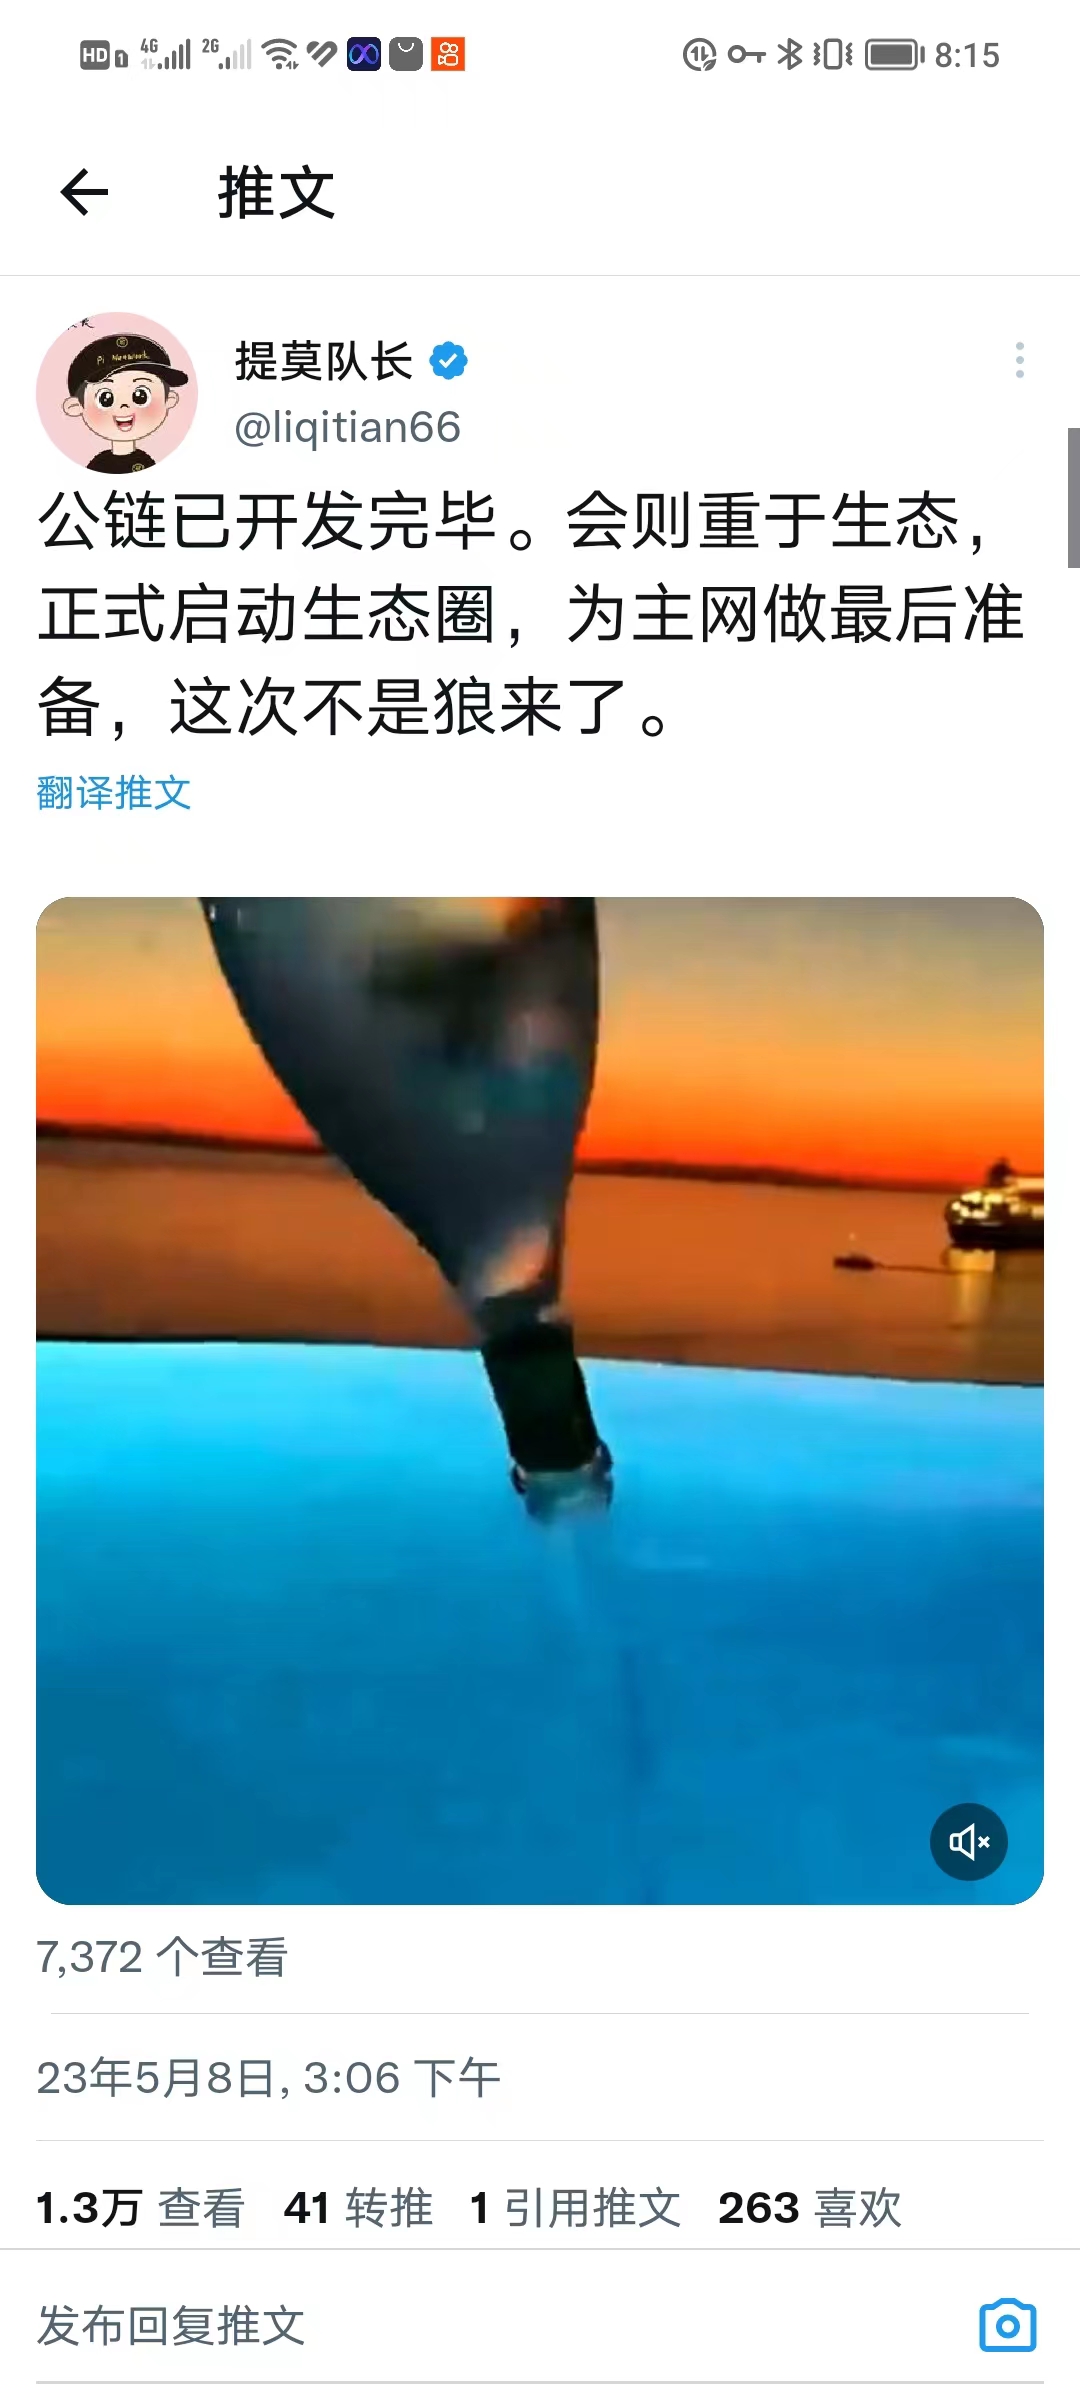 HD 1 4G 2G 8:15
推文
Pi Network
提莫队长
@liqitian66
公链已开发完毕。会则重于生态，
正式启动生态圈，为主网做最后准
备，这次不是狼来了。
翻译推文
7,372 个查看
23年5月8日, 3:06 下午
1.3万 查看 41 转推 1 引用推文 263 喜欢
发布回复推文